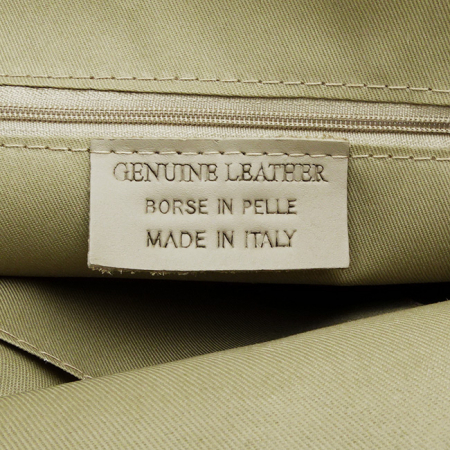 GENUINE LEATHER
BORSE IN PELLE
MADE IN ITALY